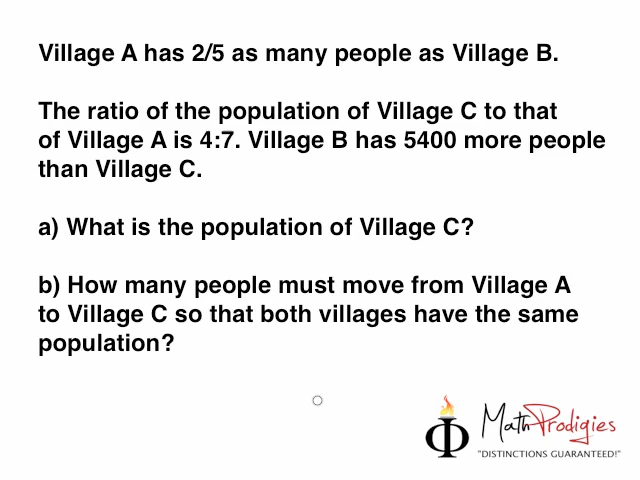 Village A has 2/5 as many people as Village B.
The ratio of the population of Village C to that
of Village A is 4:7. Village B has 5400 more people
than Village C.
a) What is the population of Village C?
b) How many people must move from Village A
to Village C so that both villages have the same
population?
Math Prodigies
"DISTINCTIONS GUARANTEED!"